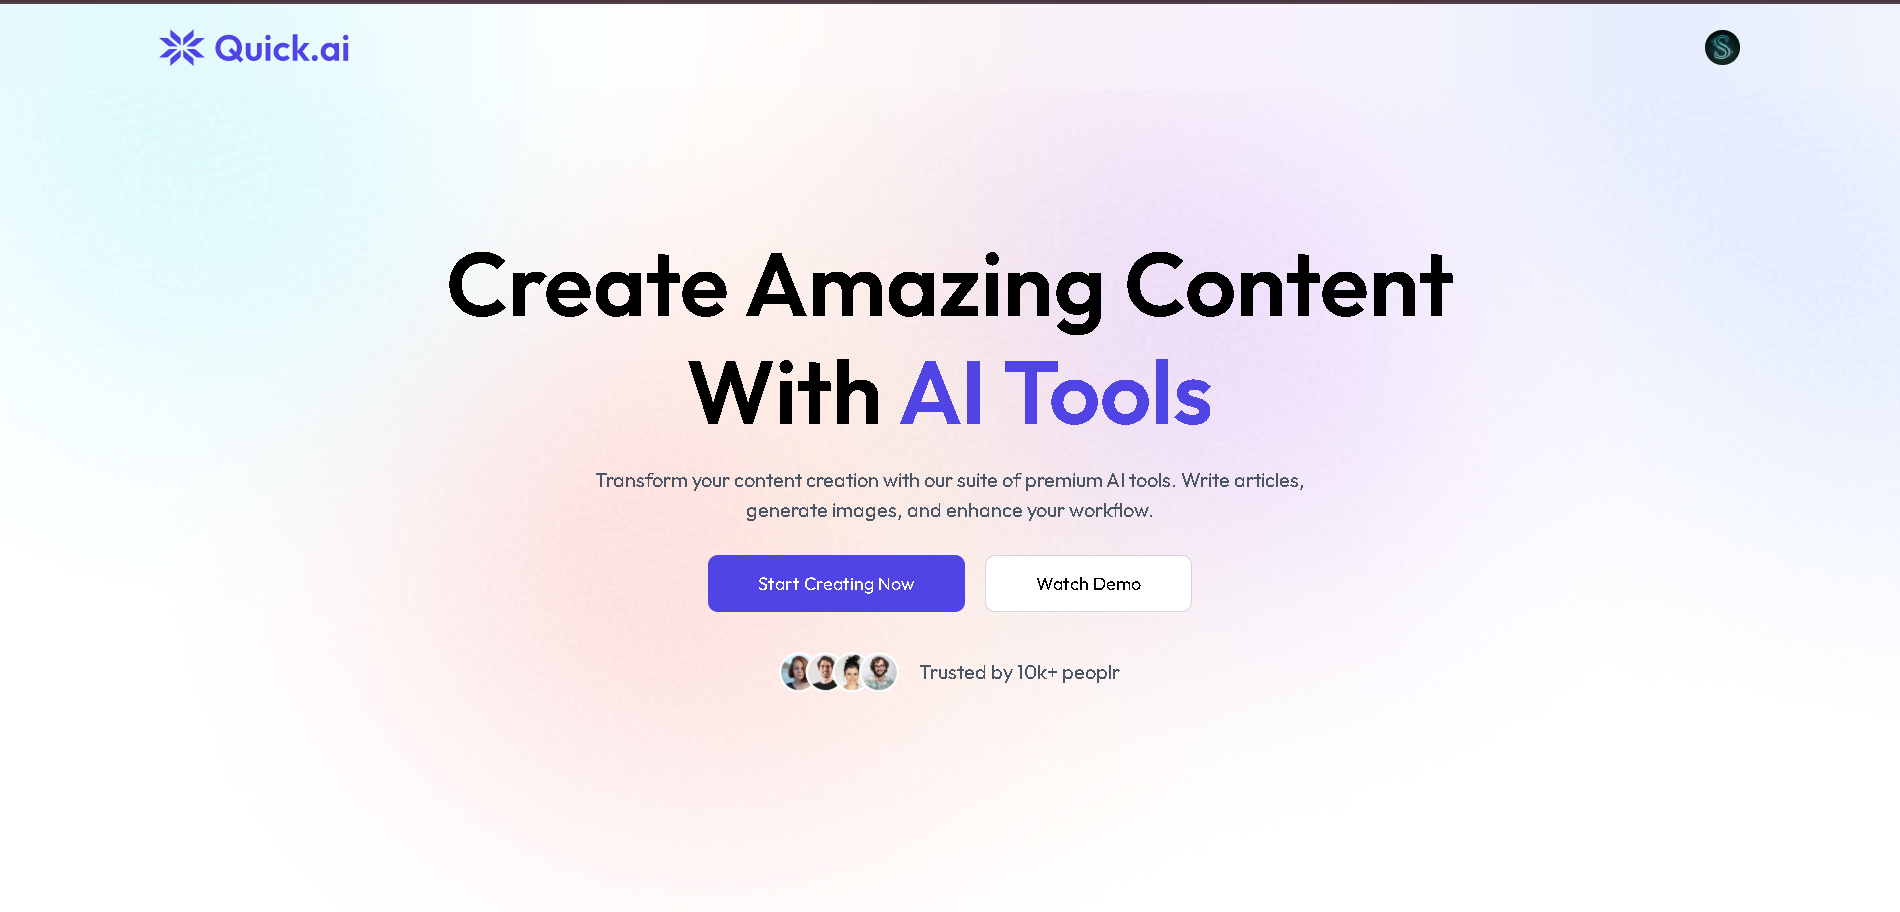 Quick.ai
S
Create Amazing Content
With AI Tools
Transform your content creation with our suite of premium AI tools. Write articles,
generate images, and enhance your workflow.
Start Creating Now
Watch Demo
Trusted by 10k+ peoplr